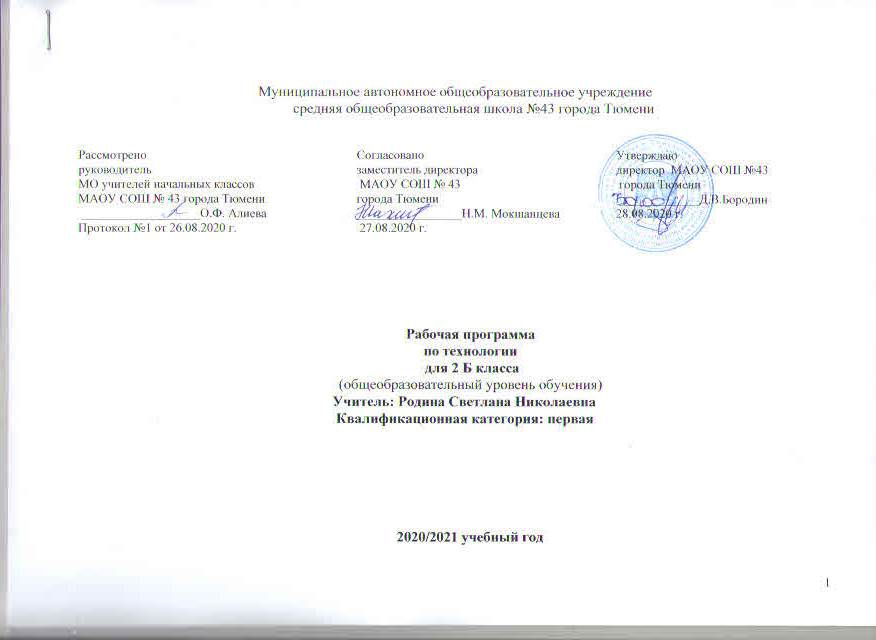 Муниципальное автономное общеобразовательное учреждение
средняя общеобразовательная школа №43 города Тюмени
Рассмотрено
руководитель
МО учителей начальных классов
МАОУ СОШ № 43 города Тюмени
____________________ О.Ф. Алиева
Протокол №1 от 26.08.2020 г.
Согласовано
заместитель директора
МАОУ СОШ № 43
города Тюмени
__________________Н.М. Мокшанцева
27.08.2020 г.
Утверждаю
директор МАОУ СОШ №43
города Тюмени
______________Д.В.Бородин
28.08.2020 г.
Рабочая программа
по технологии
для 2 Б класса
(общеобразовательный уровень обучения)
Учитель: Родина Светлана Николаевна
Квалификационная категория: первая
2020/2021 учебный год
1